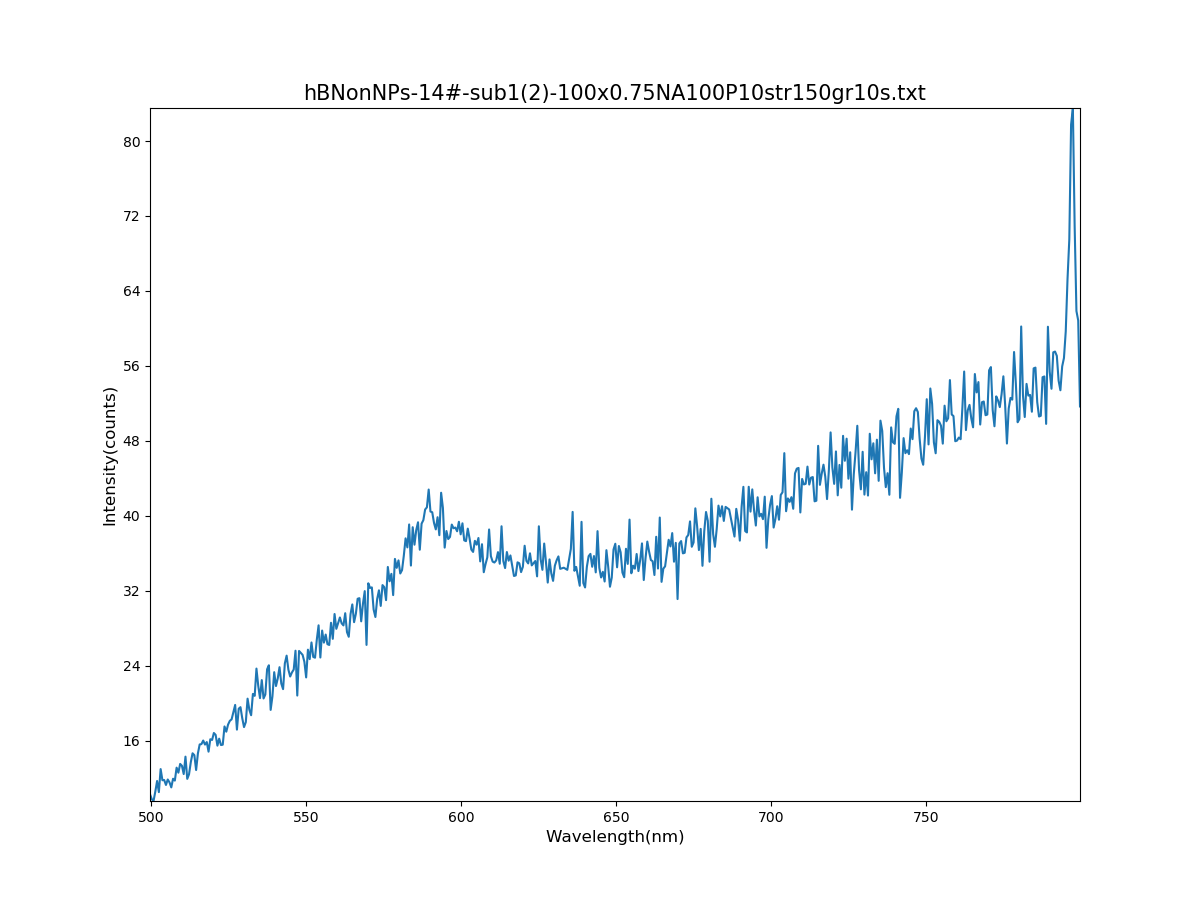 hBNonNPs-14#-sub1(2)-100x0.75NA100P10str150gr10s.txt
80
72
64
56
48
40
32
24
16
Intensity(counts)
500 550 600 650 700 750
Wavelength(nm)